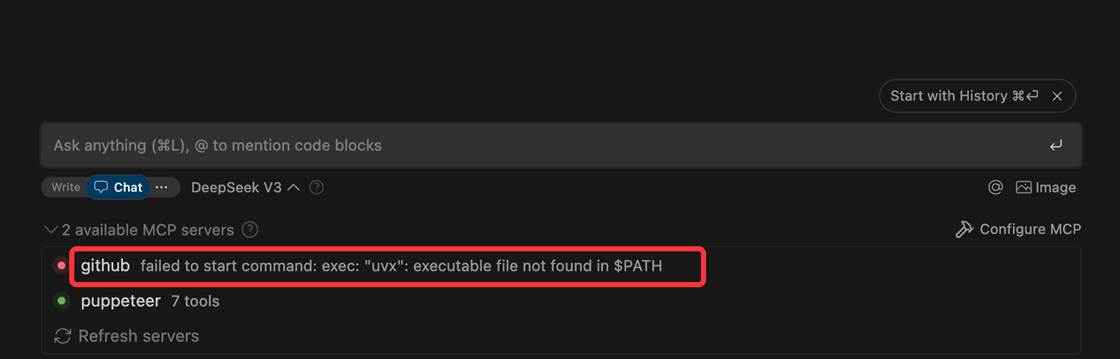 Start with History ⌘↩ ×
Ask anything (⌘L), @ to mention code blocks
Write Chat ••• DeepSeek V3 ? @ Image
2 available MCP servers ? Configure MCP
github failed to start command: exec: "uvx": executable file not found in $PATH
puppeteer 7 tools
Refresh servers